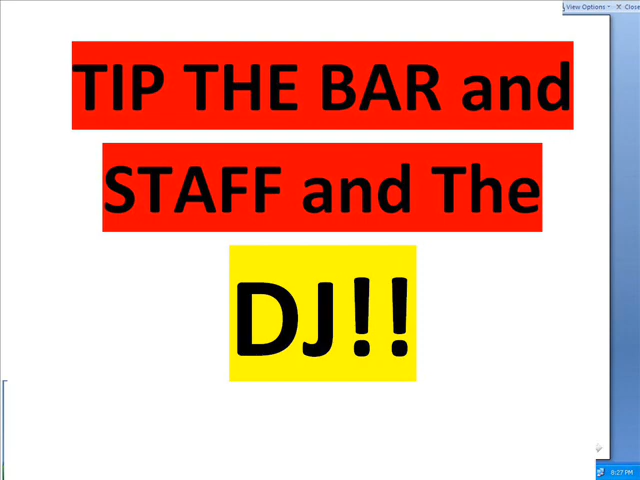 View Options
Close
TIP THE BAR and
STAFF and The
DJ!!
8:27 PM